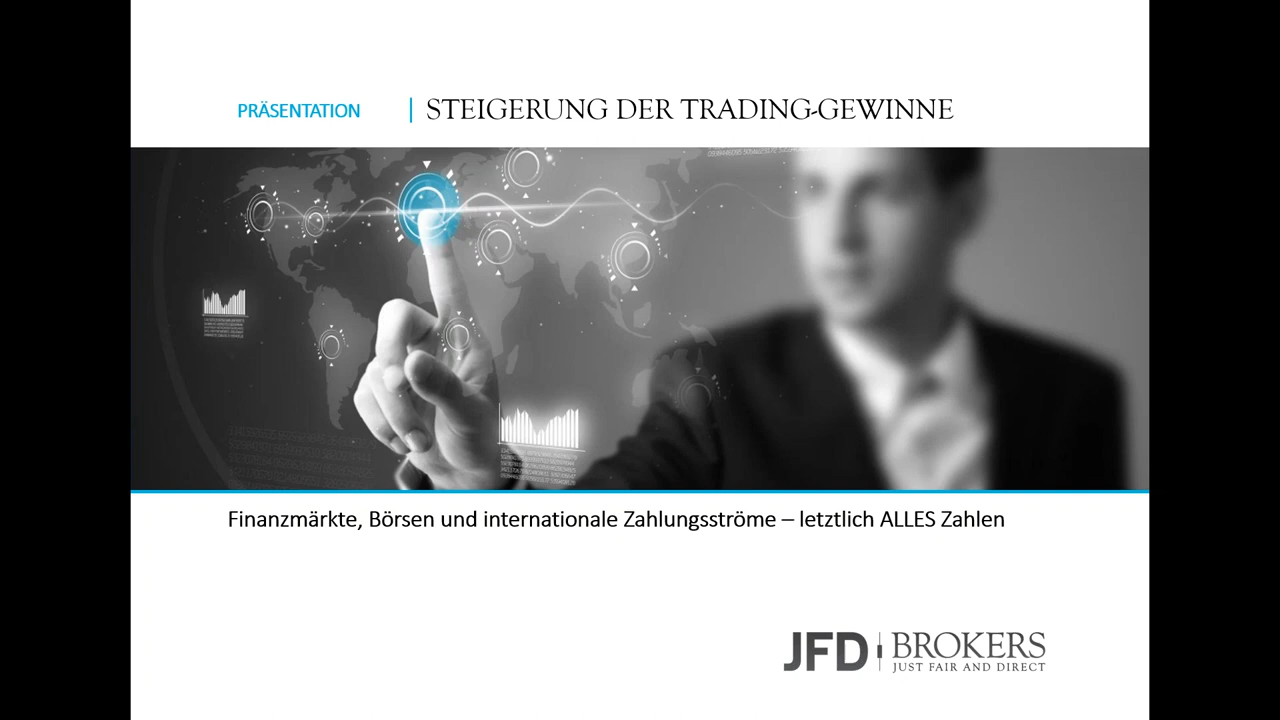 PRÄSENTATION | STEIGERUNG DER TRADING-GEWINNE
Finanzmärkte, Börsen und internationale Zahlungsströme – letztlich ALLES Zahlen
JFD BROKERS
JUST FAIR AND DIRECT